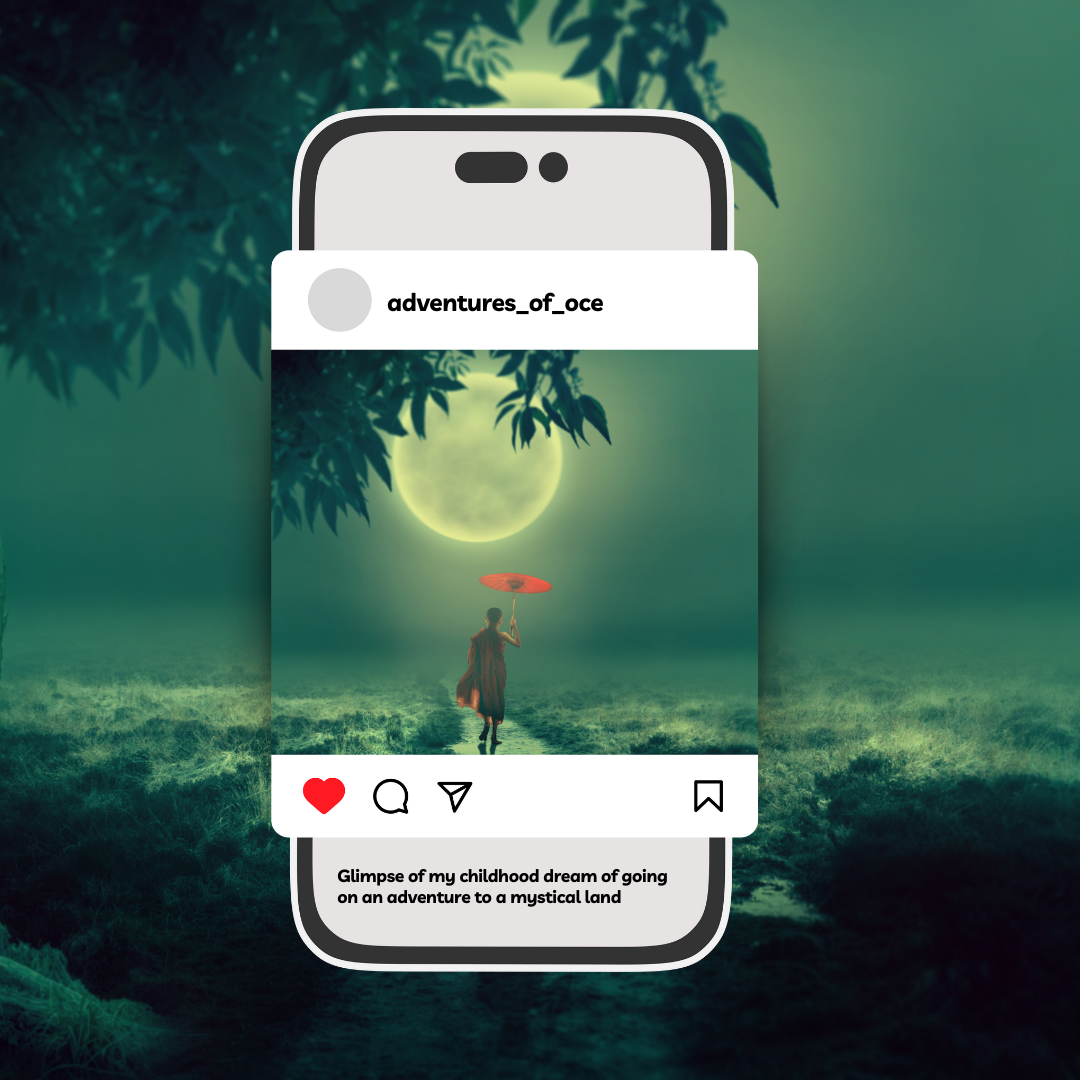 adventures_of_oce
Glimpse of my childhood dream of going
on an adventure to a mystical land